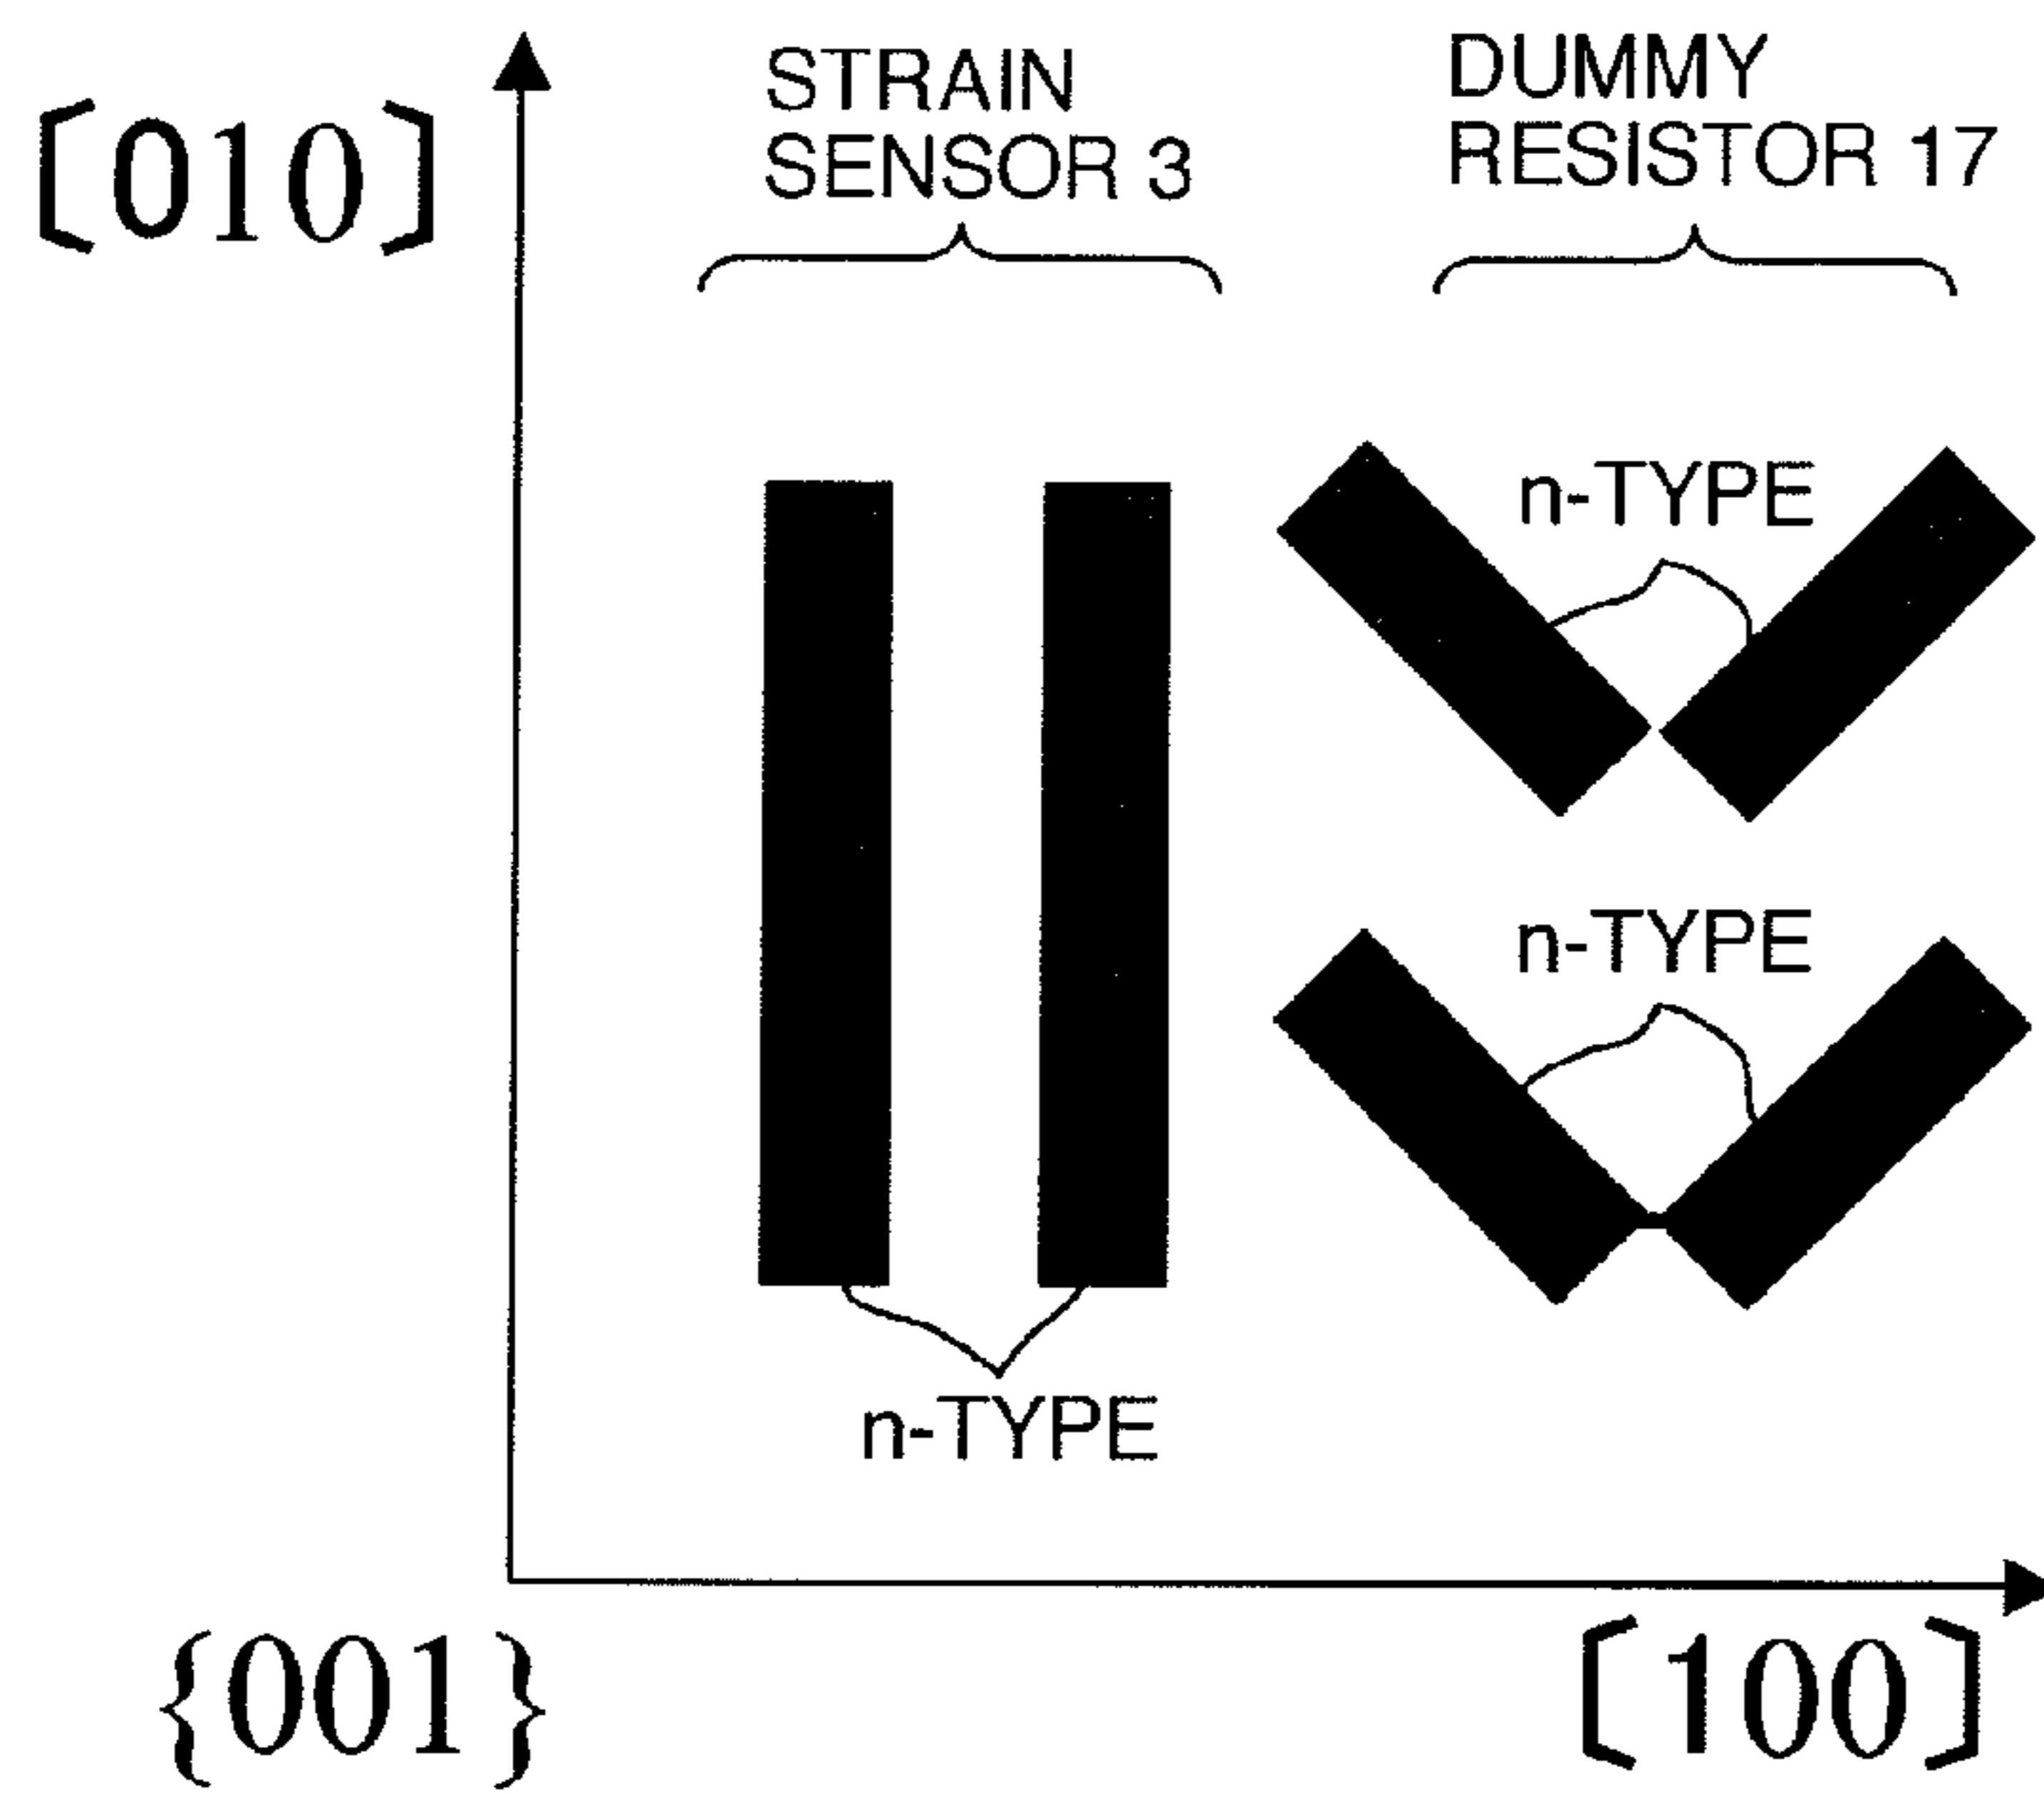 〔010〕
STRAIN
SENSOR 3
DUMMY
RESISTOR 17
n-TYPE
n-TYPE
n-TYPE
{001}
〔100〕